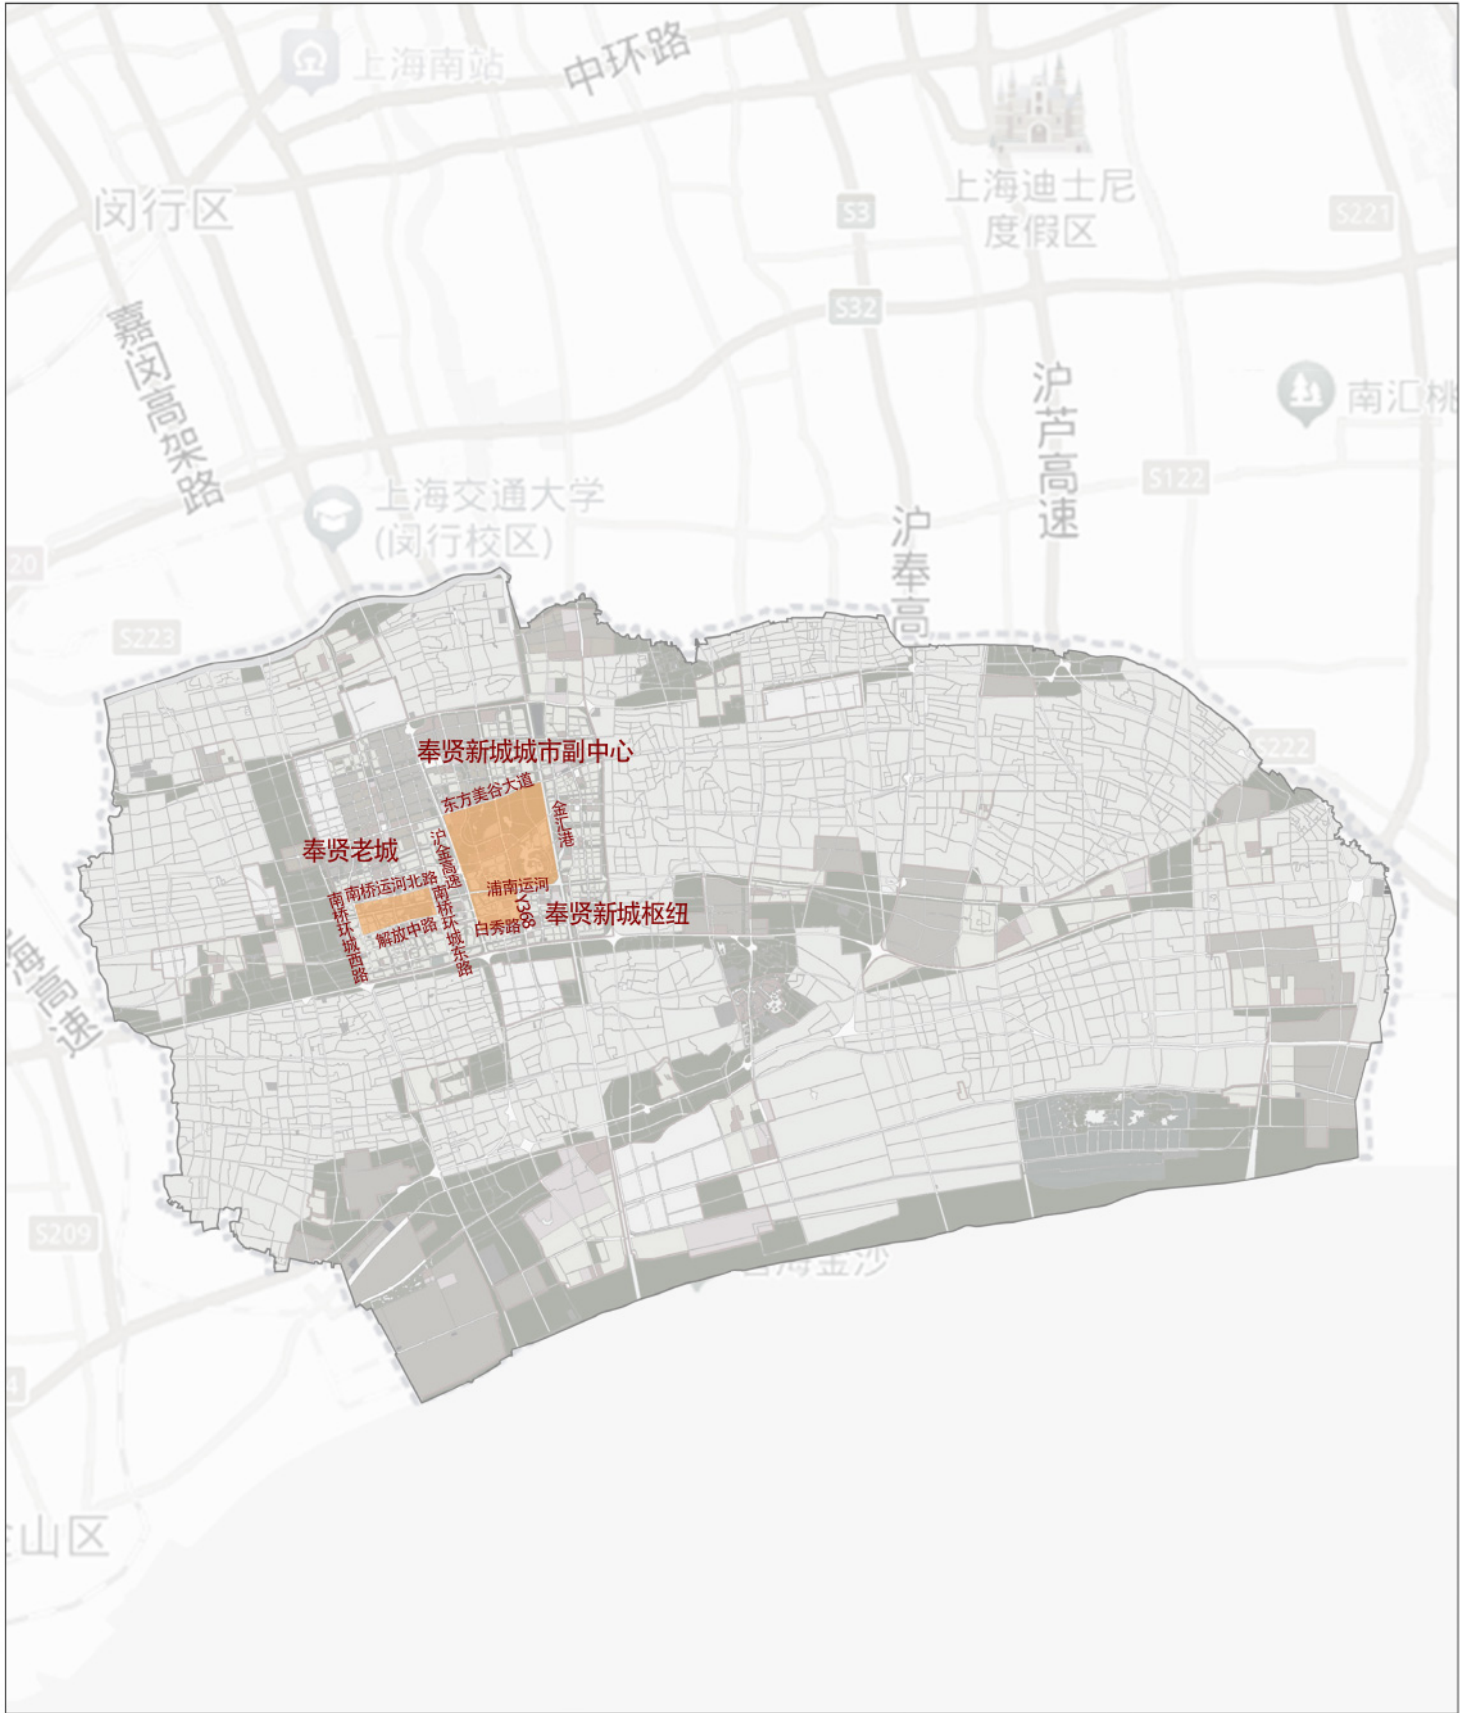 中环路
上海南站
闵行区
上海迪士尼
度假区
S3
S221
S32
嘉闵高架路
沪芦高速
南汇桃
S122
上海交通大学
(闵行校区)
沪奉高
20
S223
S222
奉贤新城城市副中心
东方美谷大道
金汇港
沪金高速
奉贤老城
南桥运河北路
浦南运河
南桥环城西路
南桥环城东路
Y368
奉贤新城枢纽
解放中路
白秀路
海高速
S209
海金沙
4
山区